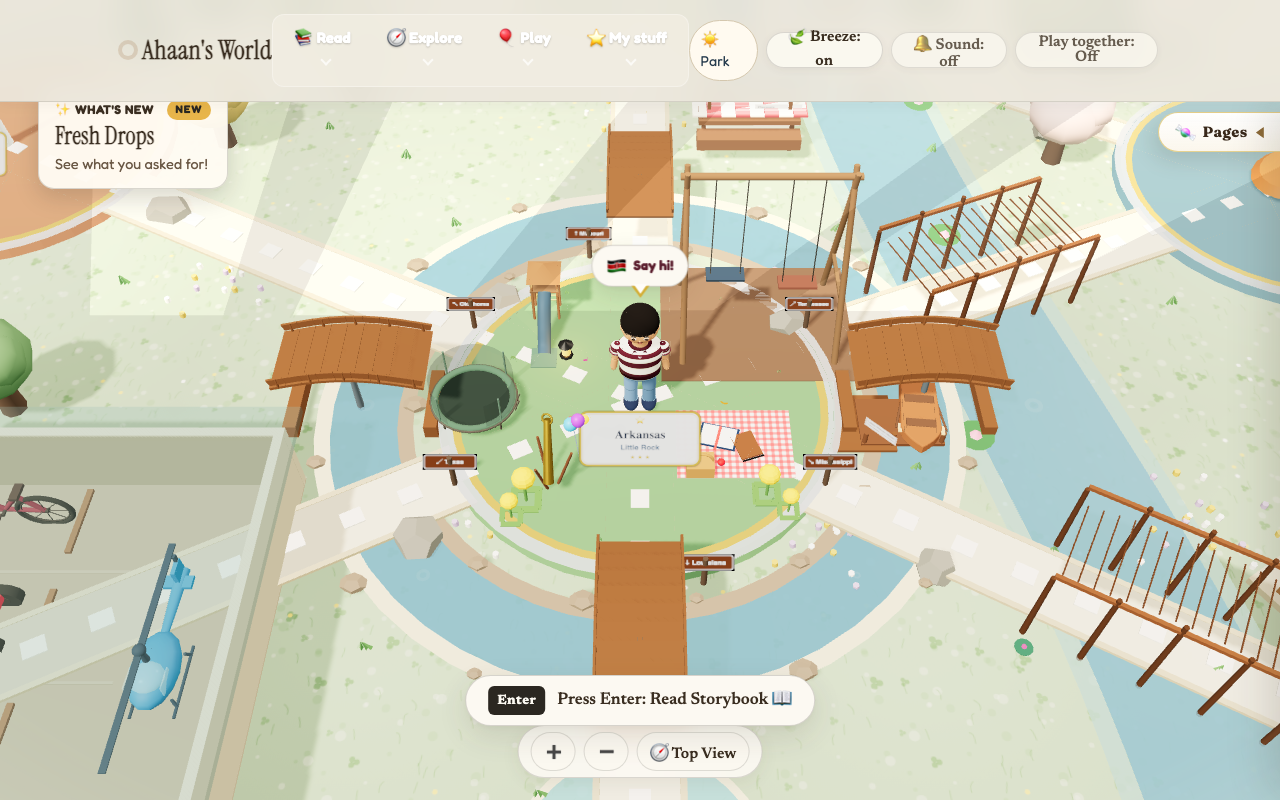 Ahaan's World
Read
Explore
Play
My stuff
Park
Breeze:
on
Sound:
off
Play together:
Off
WHAT'S NEW
NEW
Fresh Drops
See what you asked for!
Pages
Say hi!
Arkansas
Little Rock
Enter
Press Enter: Read Storybook
+
−
Top View